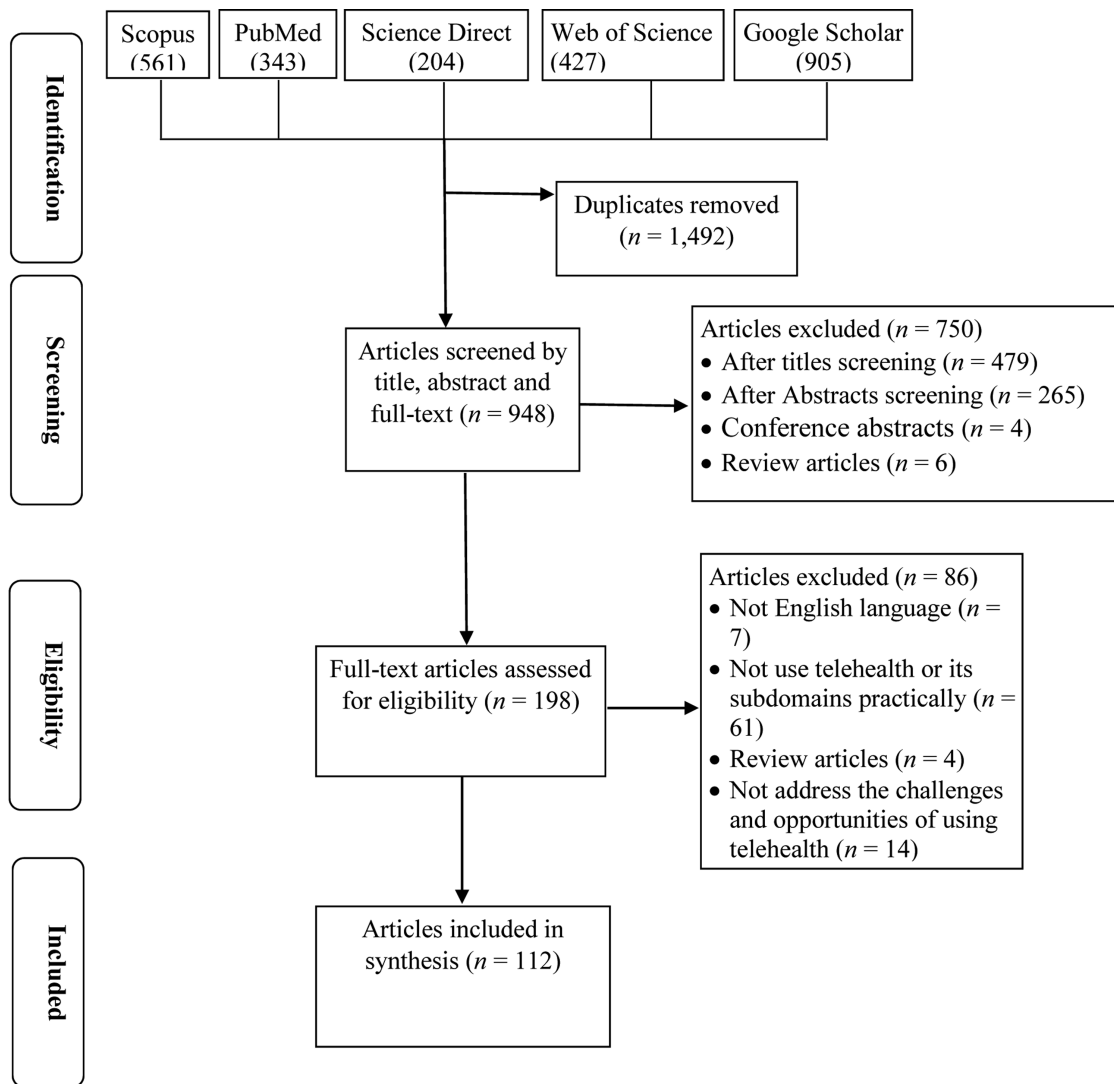 Scopus
(561)
PubMed
(343)
Science Direct
(204)
Web of Science
(427)
Google Scholar
(905)
Identification
Duplicates removed
(n = 1,492)
Screening
Articles screened by
title, abstract and
full-text (n = 948)
Articles excluded (n = 750)
• After titles screening (n = 479)
• After Abstracts screening (n = 265)
• Conference abstracts (n = 4)
• Review articles (n = 6)
Eligibility
Full-text articles assessed
for eligibility (n = 198)
Articles excluded (n = 86)
• Not English language (n =
7)
• Not use telehealth or its
subdomains practically (n =
61)
• Review articles (n = 4)
• Not address the challenges
and opportunities of using
telehealth (n = 14)
Included
Articles included in
synthesis (n = 112)